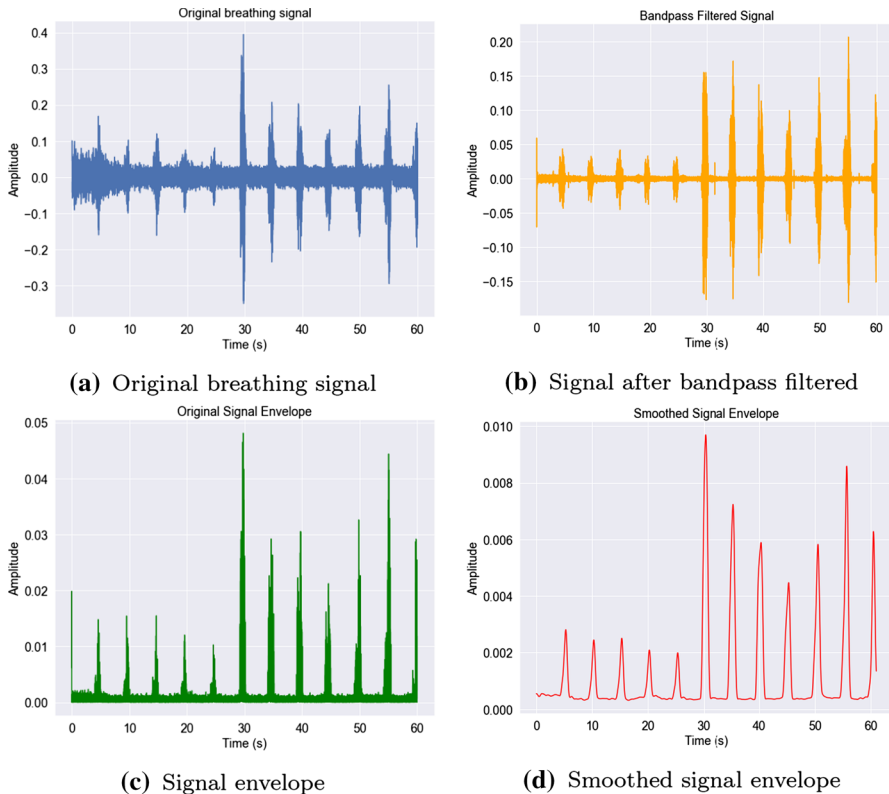 Original breathing signal
Amplitude
0.4
0.3
0.2
0.1
0.0
−0.1
−0.2
−0.3
0 10 20 30 40 50 60
Time (s)
(a) Original breathing signal
Bandpass Filtered Signal
Amplitude
0.20
0.15
0.10
0.05
0.00
−0.05
−0.10
−0.15
0 10 20 30 40 50 60
Time (s)
(b) Signal after bandpass filtered
Original Signal Envelope
Amplitude
0.05
0.04
0.03
0.02
0.01
0.00
0 10 20 30 40 50 60
Time (s)
(c) Signal envelope
Smoothed Signal Envelope
Amplitude
0.010
0.008
0.006
0.004
0.002
0.000
0 10 20 30 40 50 60
Time (s)
(d) Smoothed signal envelope